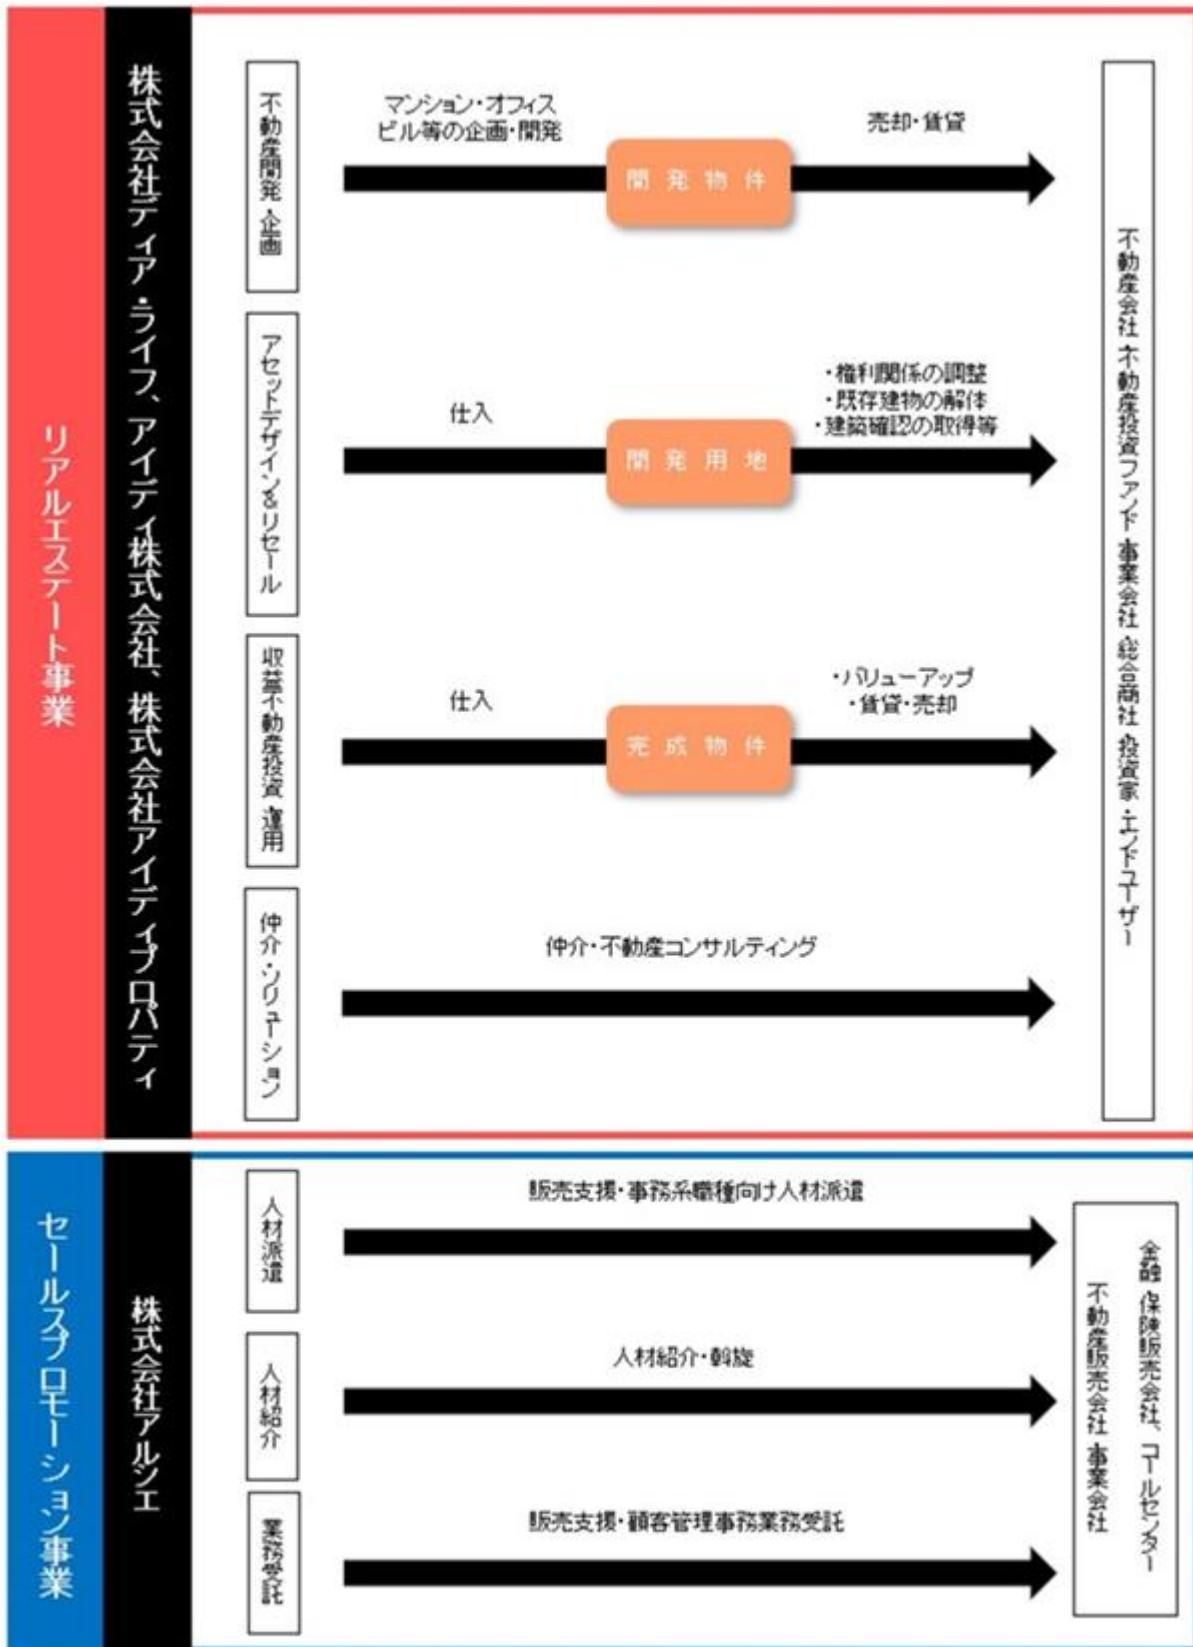 リアルエステート事業
株式会社ディア・ライフ、アイディ株式会社、株式会社アイディプロパティ
不動産開発・企画
マンション・オフィス
ビル等の企画・開発
開発物件
売却・賃貸
アセットデザイン&リセール
仕入
開発用地
・権利関係の調整
・既存建物の解体
・建築確認の取得等
収益不動産投資・運用
仕入
完成物件
・バリューアップ
・賃貸・売却
仲介・ソリューション
仲介・不動産コンサルティング
不動産会社・不動産投資ファンド・事業会社・総合商社・投資家・エンドユーザー
セールスプロモーション事業
株式会社アルシエ
人材派遣
販売支援・事務系職種向け人材派遣
人材紹介
人材紹介・斡旋
業務受託
販売支援・顧客管理事務業務受託
金融・保険販売会社、コールセンター
不動産販売会社・事業会社